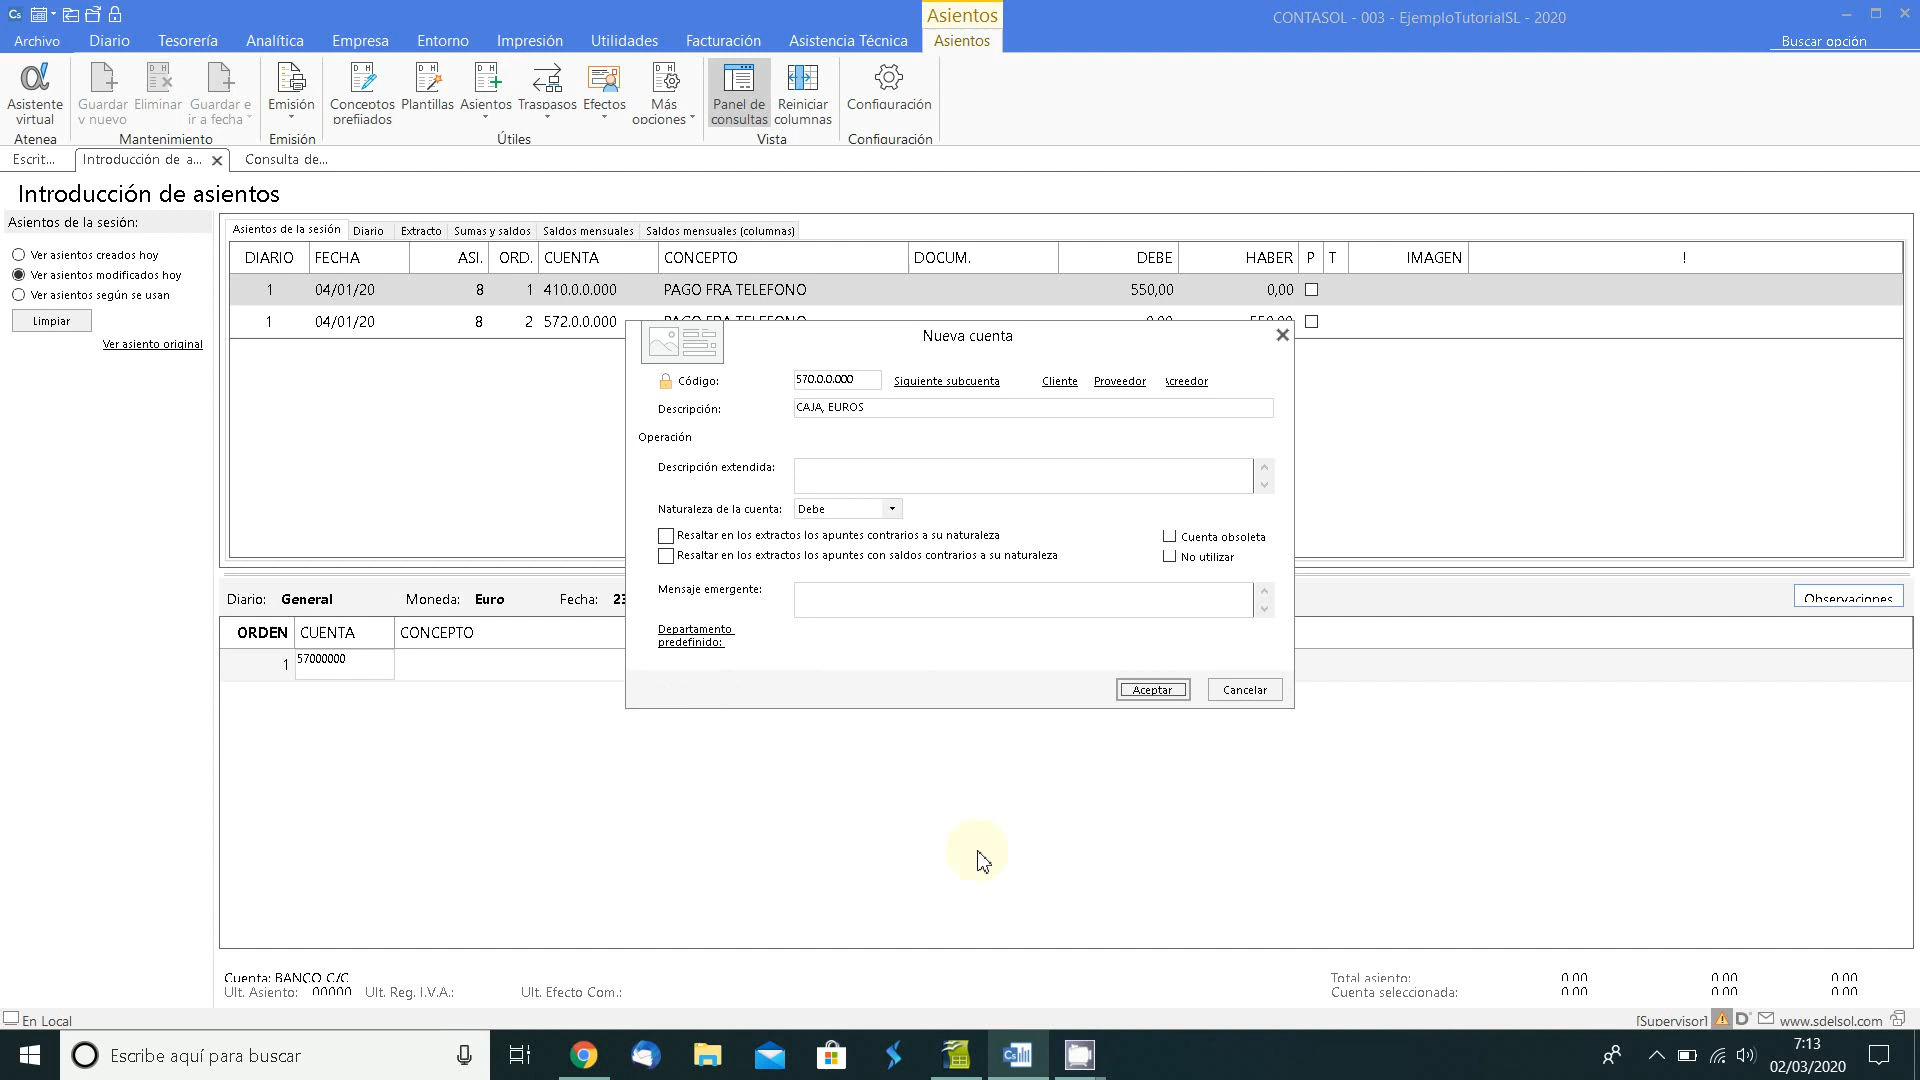 Asientos
CONTASOL - 003 - EjemploTutorialSL - 2020
Archivo Diario Tesorería Analítica Empresa Entorno Impresión Utilidades Facturación Asistencia Técnica Asientos Buscar opción
Asistente virtual
Guardar y nuevo
Eliminar
Guardar e ir a fecha
Emisión
Conceptos prefijados
Plantillas
Asientos
Traspasos
Efectos
Más opciones
Panel de consultas
Reiniciar columnas
Configuración
Atenea Mantenimiento Emisión Útiles Vista Configuración
Escrit... Introducción de a... Consulta de...
Introducción de asientos
Asientos de la sesión:
Ver asientos creados hoy
Ver asientos modificados hoy
Ver asientos según se usan
Limpiar
Ver asiento original
Asientos de la sesión Diario Extracto Sumas y saldos Saldos mensuales Saldos mensuales (columnas)
DIARIO FECHA ASI. ORD. CUENTA CONCEPTO DOCUM. DEBE HABER P T IMAGEN !
1 04/01/20 8 1 410.0.0.000 PAGO FRA TELEFONO 550,00 0,00
1 04/01/20 8 2 572.0.0.000 PAGO FRA TELEFONO 0,00 550,00
Nueva cuenta
Código: 570.0.0.000 Siguiente subcuenta Cliente Proveedor Acreedor
Descripción: CAJA, EUROS
Operación
Descripción extendida:
Naturaleza de la cuenta: Debe
Resaltar en los extractos los apuntes contrarios a su naturaleza
Cuenta obsoleta
Resaltar en los extractos los apuntes con saldos contrarios a su naturaleza
No utilizar
Mensaje emergente:
Departamento
predefinido:
Aceptar Cancelar
Diario: General Moneda: Euro Fecha: 23
Observaciones
ORDEN CUENTA CONCEPTO
1 57000000
Cuenta: BANCO C/C
Total asiento: 0,00 0,00 0,00
Ult. Asiento: 00000 Ult. Reg. I.V.A.: Ult. Efecto Com.:
Cuenta seleccionada: 0,00 0,00 0,00
En Local
[Supervisor] www.sdelsol.com
Escribe aquí para buscar
7:13
02/03/2020